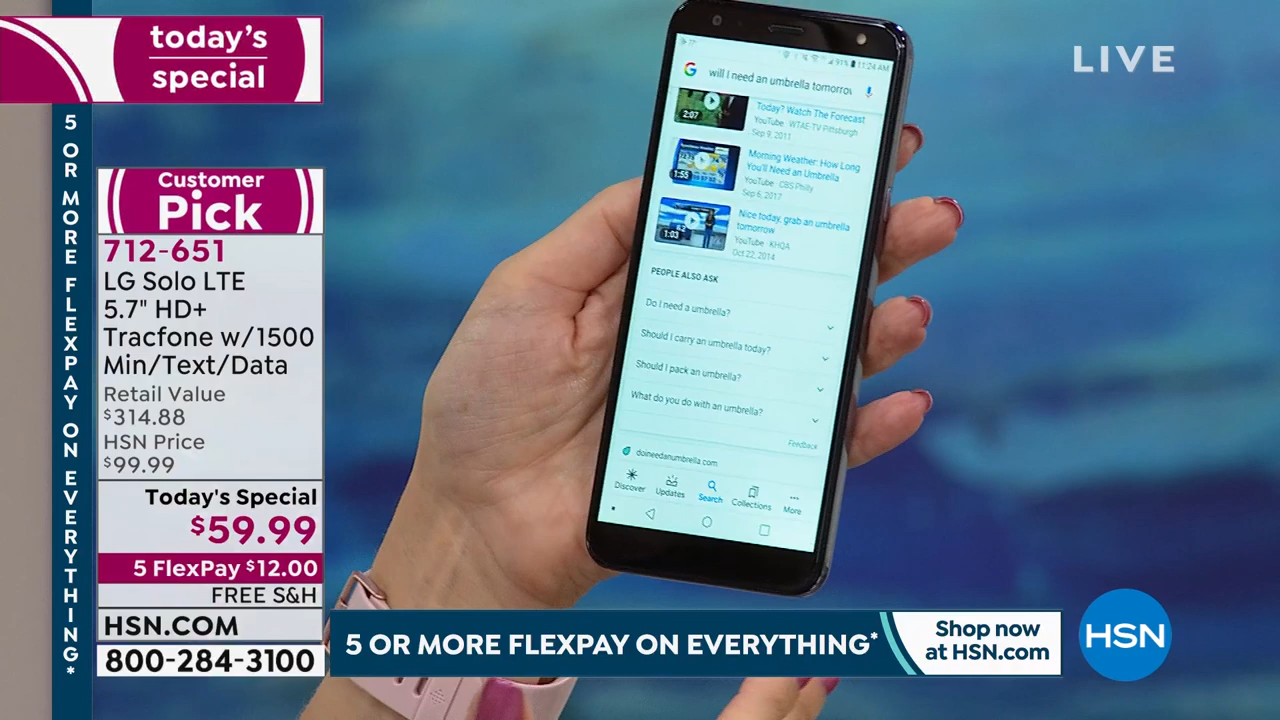 today's
special
5 OR MORE FLEXPAY ON EVERYTHING*
Customer
Pick
712-651
LG Solo LTE
5.7" HD+
Tracfone w/1500
Min/Text/Data
Retail Value
$314.88
HSN Price
$99.99
Today's Special
$59.99
5 FlexPay $12.00
FREE S&H
HSN.COM
800-284-3100
LIVE
91% 11:24 AM
will I need an umbrella tomorrow
Today? Watch The Forecast
YouTube · WTAE-TV Pittsburgh
Sep 9, 2011
2:07
Morning Weather: How Long
You'll Need an Umbrella
YouTube · CBS Philly
Sep 6, 2017
1:55
Nice today, grab an umbrella
tomorrow
YouTube · KHQA
Oct 22, 2014
1:03
PEOPLE ALSO ASK
Do I need a umbrella?
Should I carry an umbrella today?
Should I pack an umbrella?
What do you do with an umbrella?
Feedback
doineedanumbrella.com
Discover
Updates
Search
Collections
More
5 OR MORE FLEXPAY ON EVERYTHING*
Shop now
at HSN.com
HSN